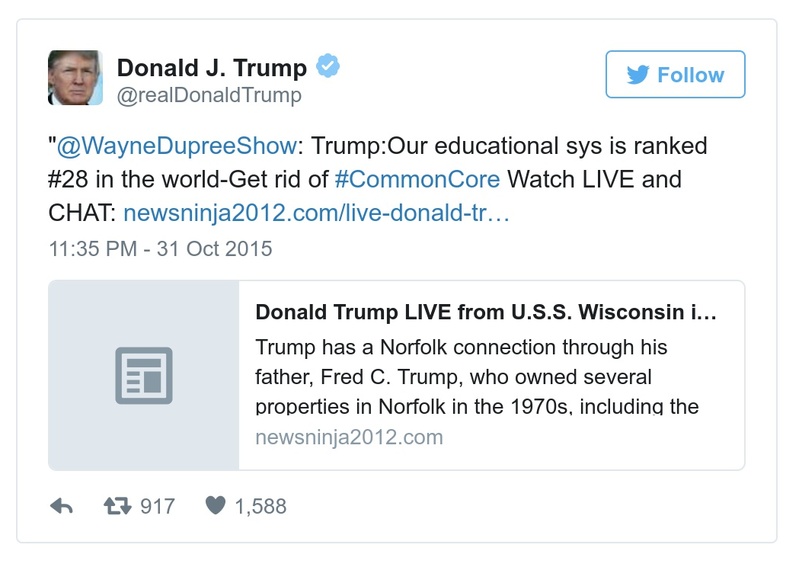 Donald J. Trump
@realDonaldTrump
Follow
"@WayneDupreeShow: Trump:Our educational sys is ranked
#28 in the world-Get rid of #CommonCore Watch LIVE and
CHAT: newsninja2012.com/live-donald-tr…
11:35 PM - 31 Oct 2015
Donald Trump LIVE from U.S.S. Wisconsin i…
Trump has a Norfolk connection through his
father, Fred C. Trump, who owned several
properties in Norfolk in the 1970s, including the
newsninja2012.com
917 1,588